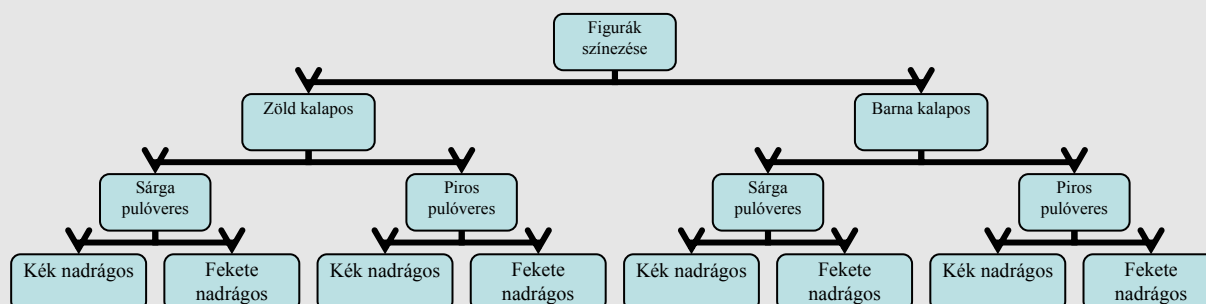 Figurák
színezése
Zöld kalapos
Barna kalapos
Sárga
pulóveres
Piros
pulóveres
Sárga
pulóveres
Piros
pulóveres
Kék nadrágos
Fekete
nadrágos
Kék nadrágos
Fekete
nadrágos
Kék nadrágos
Fekete
nadrágos
Kék nadrágos
Fekete
nadrágos